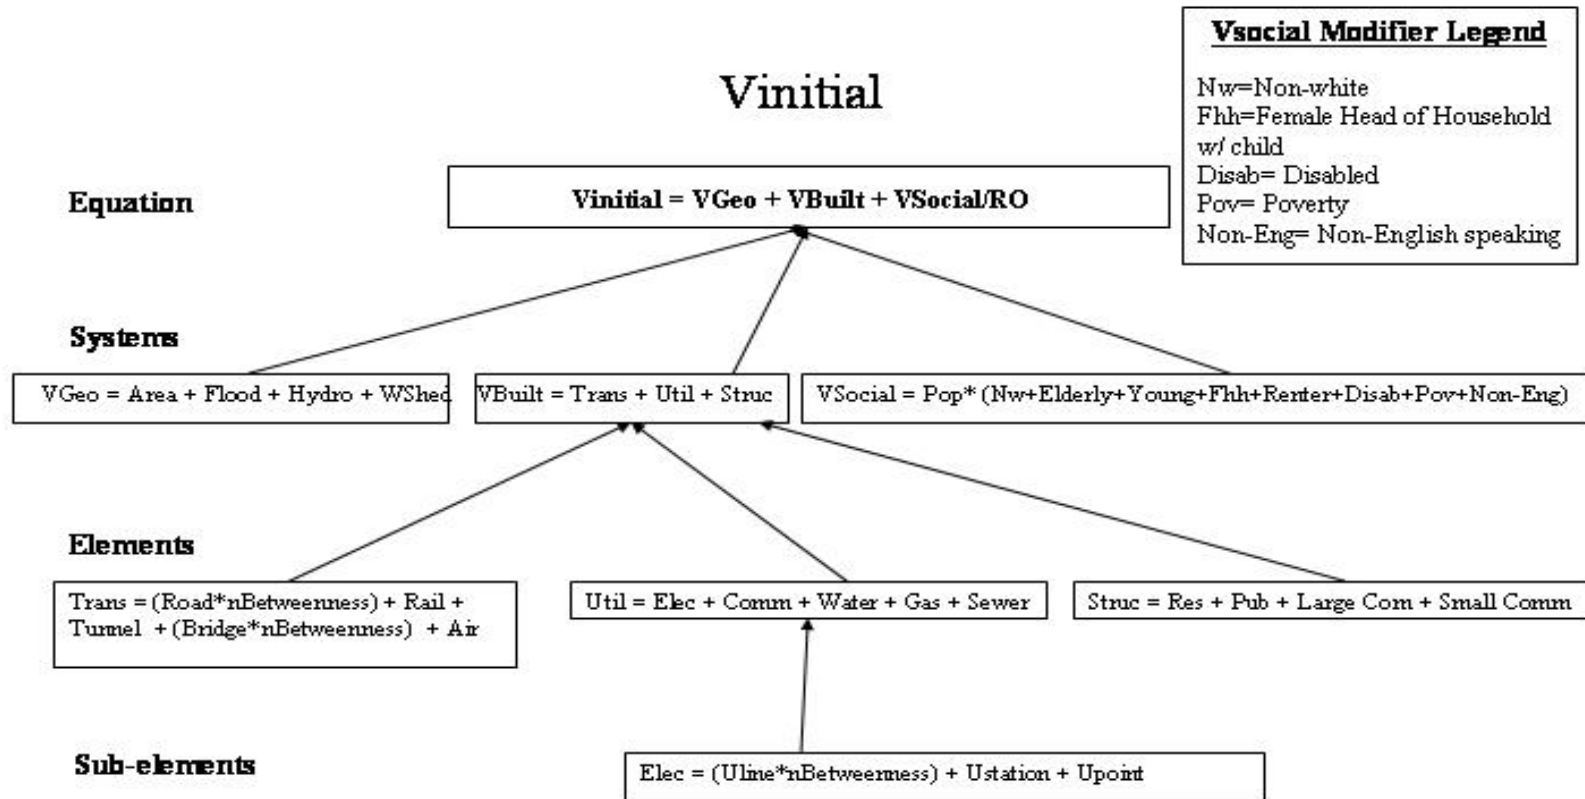 Vsocial Modifier Legend
Nw=Non-white
Fhh=Female Head of Household
w/ child
Disab= Disabled
Pov= Poverty
Non-Eng= Non-English speaking
Vinitial
Equation
Vinitial = VGeo + VBuilt + VSocial/RO
Systems
VGeo = Area + Flood + Hydro + WShed
VBuilt = Trans + Util + Struc
VSocial = Pop* (Nw+Elderly+Young+Fhh+Renter+Disab+Pov+Non-Eng)
Elements
Trans = (Road*nBetweenness) + Rail +
Tunnel + (Bridge*nBetweenness) + Air
Util = Elec + Comm + Water + Gas + Sewer
Struc = Res + Pub + Large Com + Small Comm
Sub-elements
Elec = (Uline*nBetweenness) + Ustation + Upoint